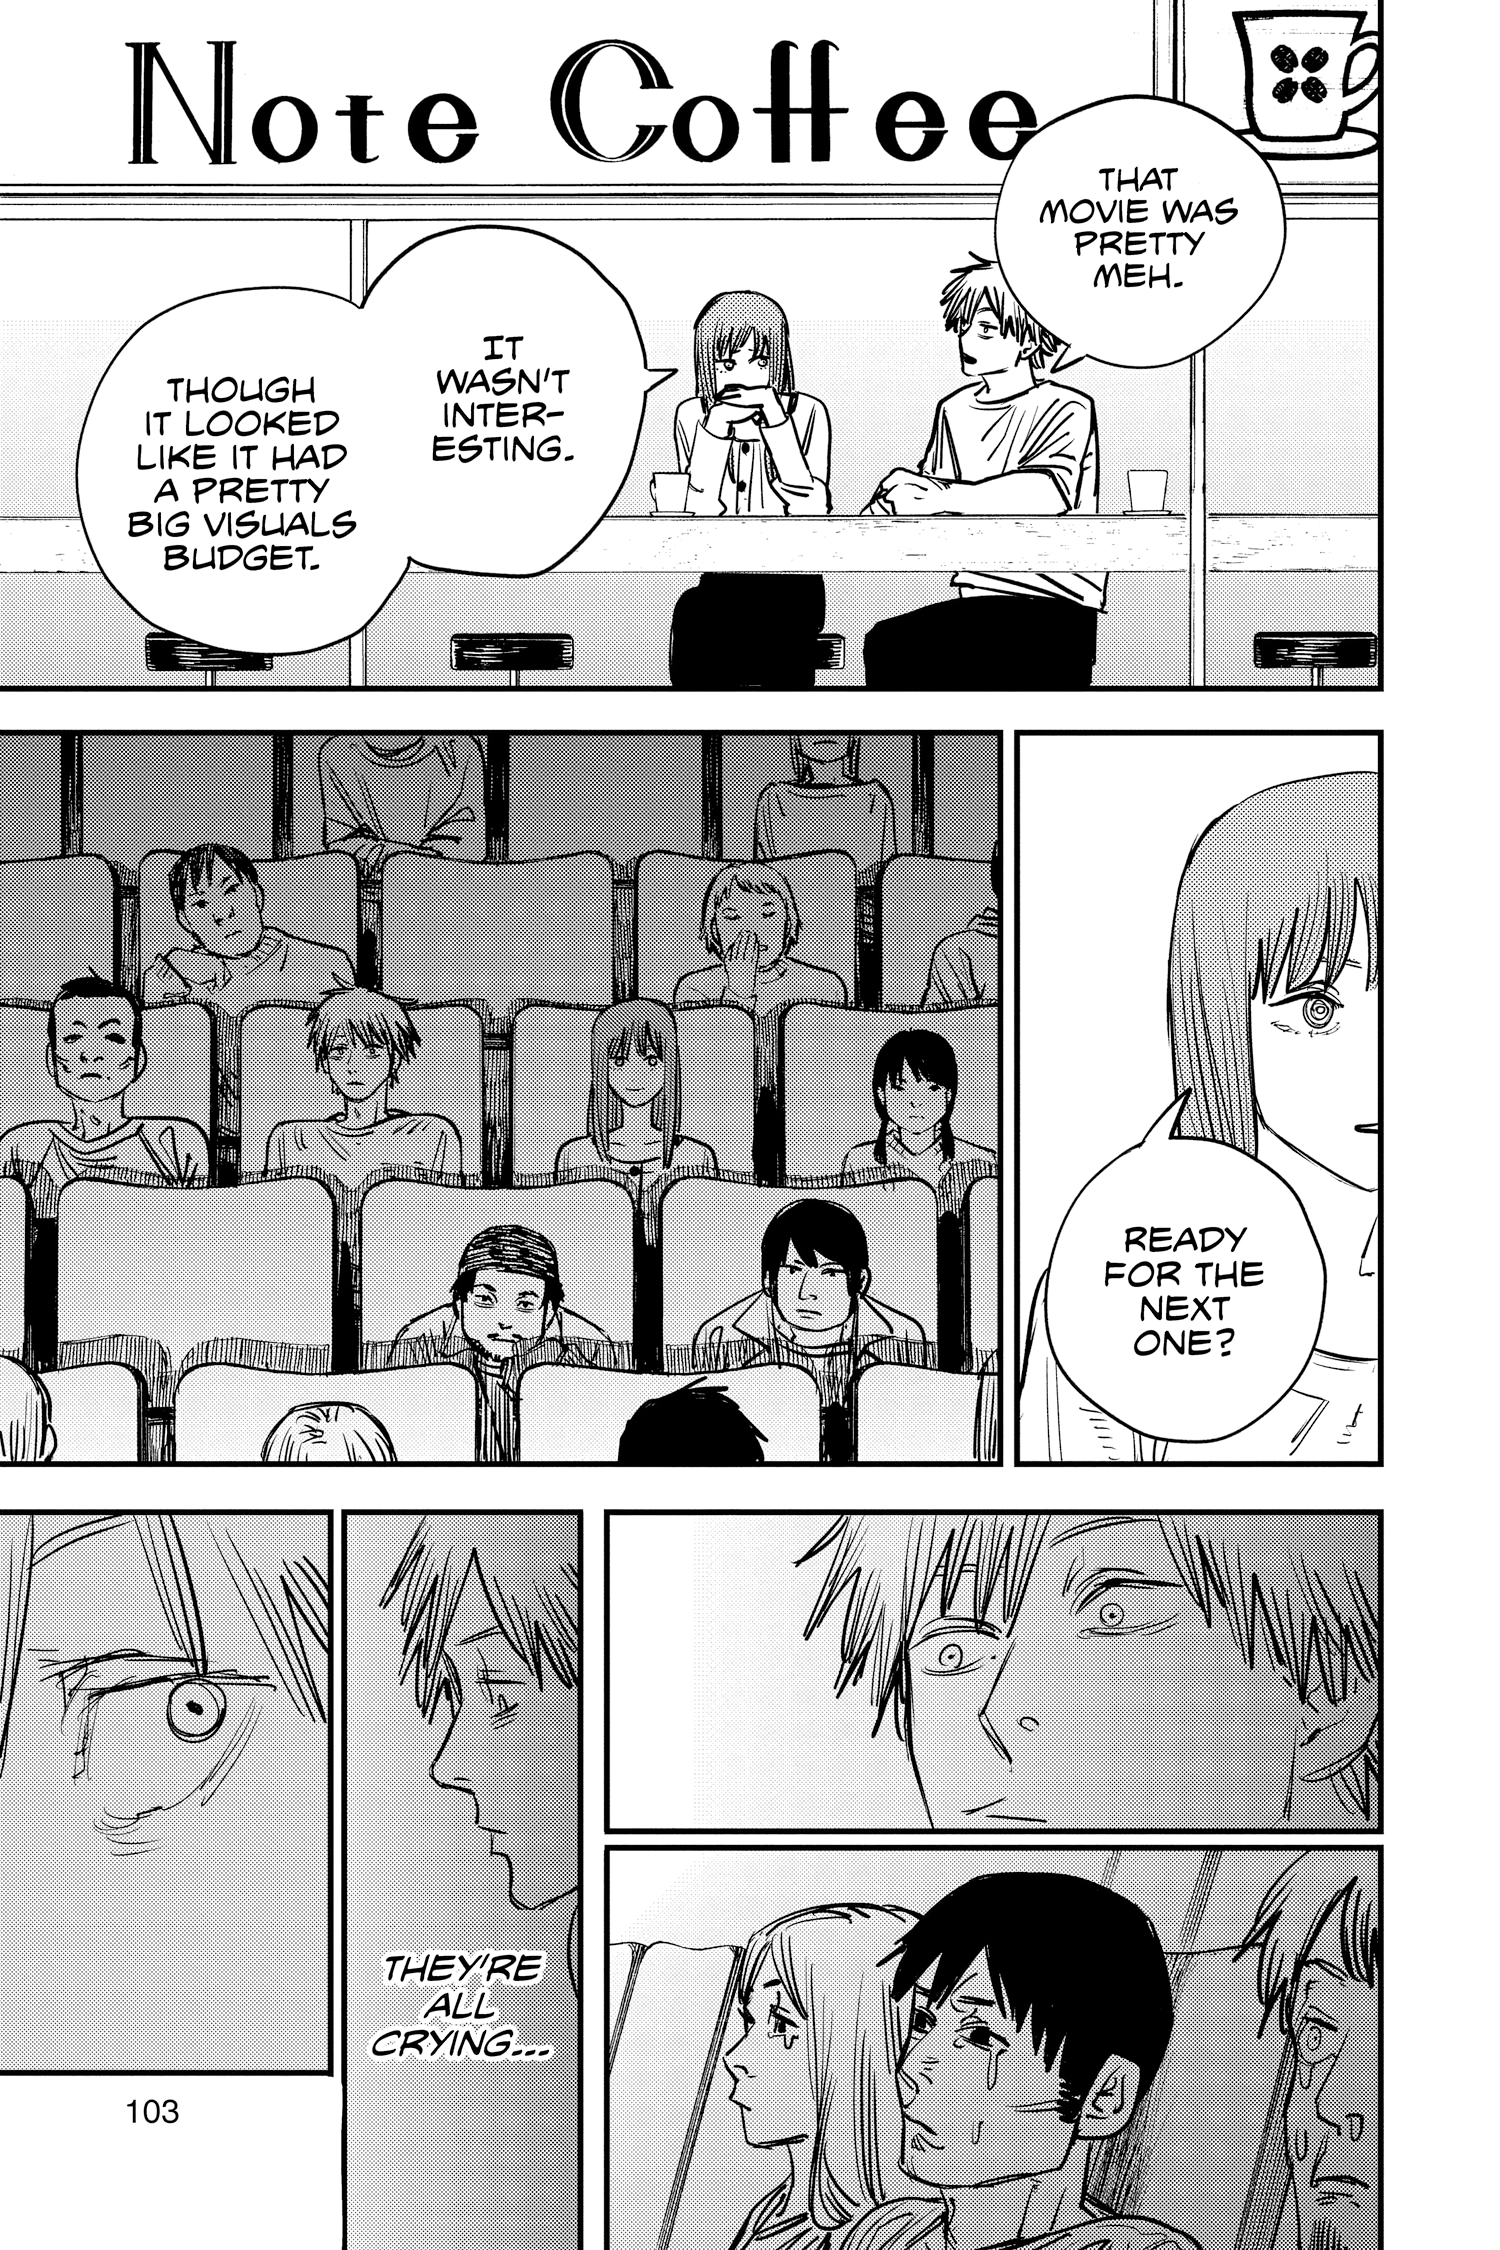 Note Coffee
THAT
MOVIE WAS
PRETTY
MEH.
IT
WASN'T
INTER-
ESTING.
THOUGH
IT LOOKED
LIKE IT HAD
A PRETTY
BIG VISUALS
BUDGET.
READY
FOR THE
NEXT
ONE?
THEY'RE
ALL
CRYING...
103